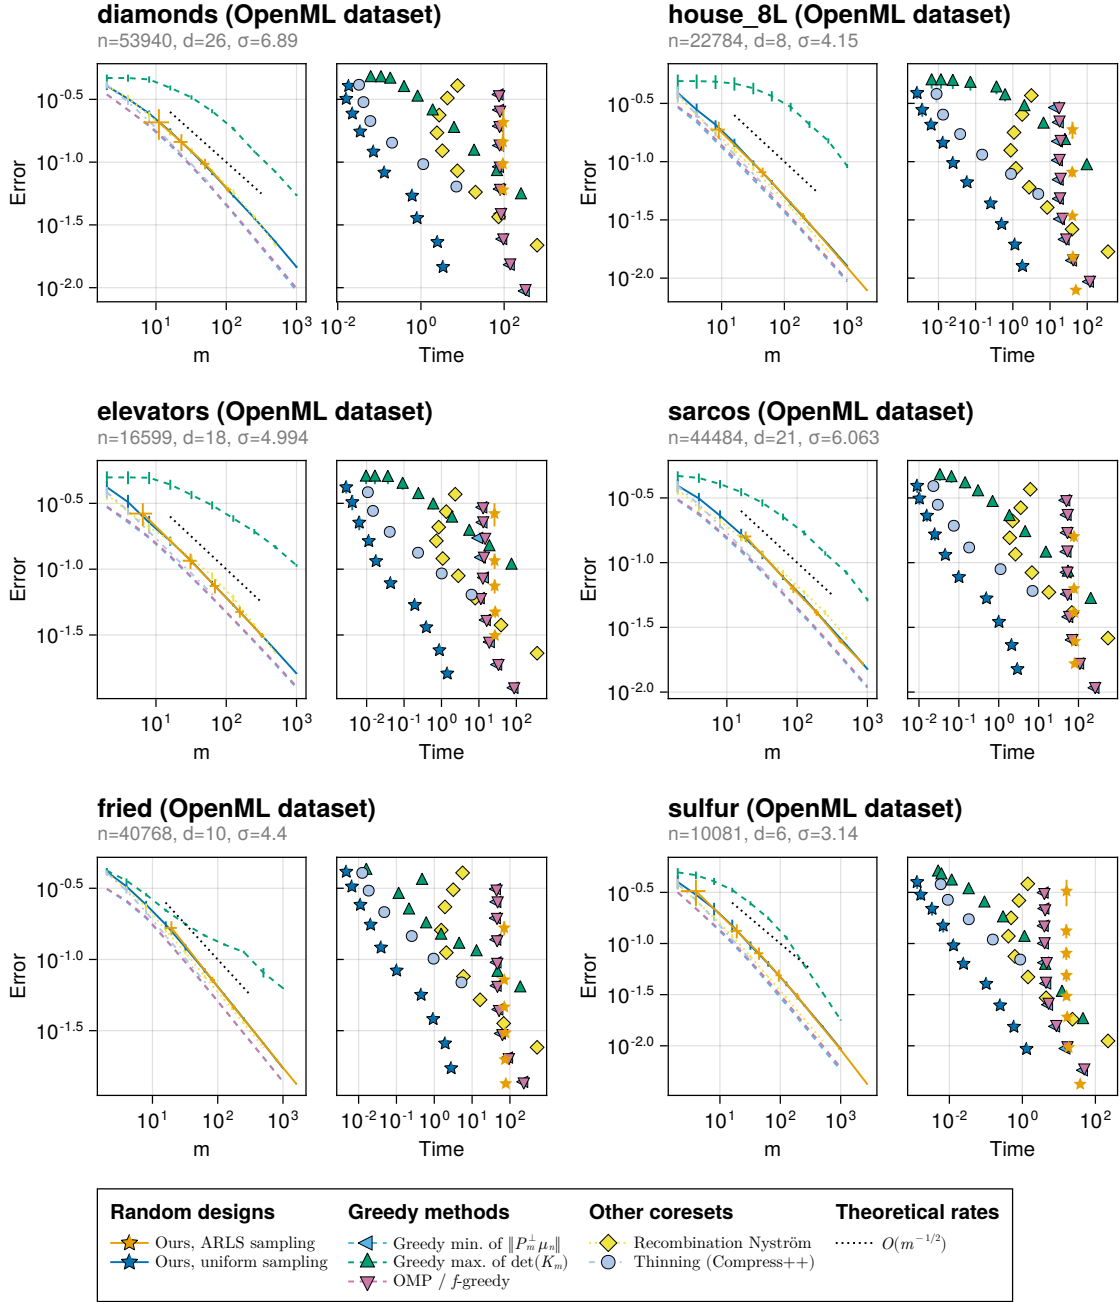 diamonds (OpenML dataset)
n=53940, d=26, σ=6.89
Error
10^-0.5
10^-1.0
10^-1.5
10^-2.0
10^1
10^2
10^3
m
10^-2
10^0
10^2
Time
house_8L (OpenML dataset)
n=22784, d=8, σ=4.15
Error
10^-0.5
10^-1.0
10^-1.5
10^-2.0
10^1
10^2
10^3
m
10^-2
10^-1
10^0
10^1
10^2
Time
elevators (OpenML dataset)
n=16599, d=18, σ=4.994
Error
10^-0.5
10^-1.0
10^-1.5
10^1
10^2
10^3
m
10^-2
10^-1
10^0
10^1
10^2
Time
sarcos (OpenML dataset)
n=44484, d=21, σ=6.063
Error
10^-0.5
10^-1.0
10^-1.5
10^-2.0
10^1
10^2
10^3
m
10^-2
10^-1
10^0
10^1
10^2
Time
fried (OpenML dataset)
n=40768, d=10, σ=4.4
Error
10^-0.5
10^-1.0
10^-1.5
10^1
10^2
10^3
m
10^-2
10^-1
10^0
10^1
10^2
Time
sulfur (OpenML dataset)
n=10081, d=6, σ=3.14
Error
10^-0.5
10^-1.0
10^-1.5
10^-2.0
10^1
10^2
10^3
m
10^-2
10^0
10^2
Time
Random designs
Ours, ARLS sampling
Ours, uniform sampling
Greedy methods
Greedy min. of ‖P_m^⊥ μ_n‖
Greedy max. of det(K_m)
OMP / f-greedy
Other coresets
Recombination Nyström
Thinning (Compress++)
Theoretical rates
O(m^-1/2)